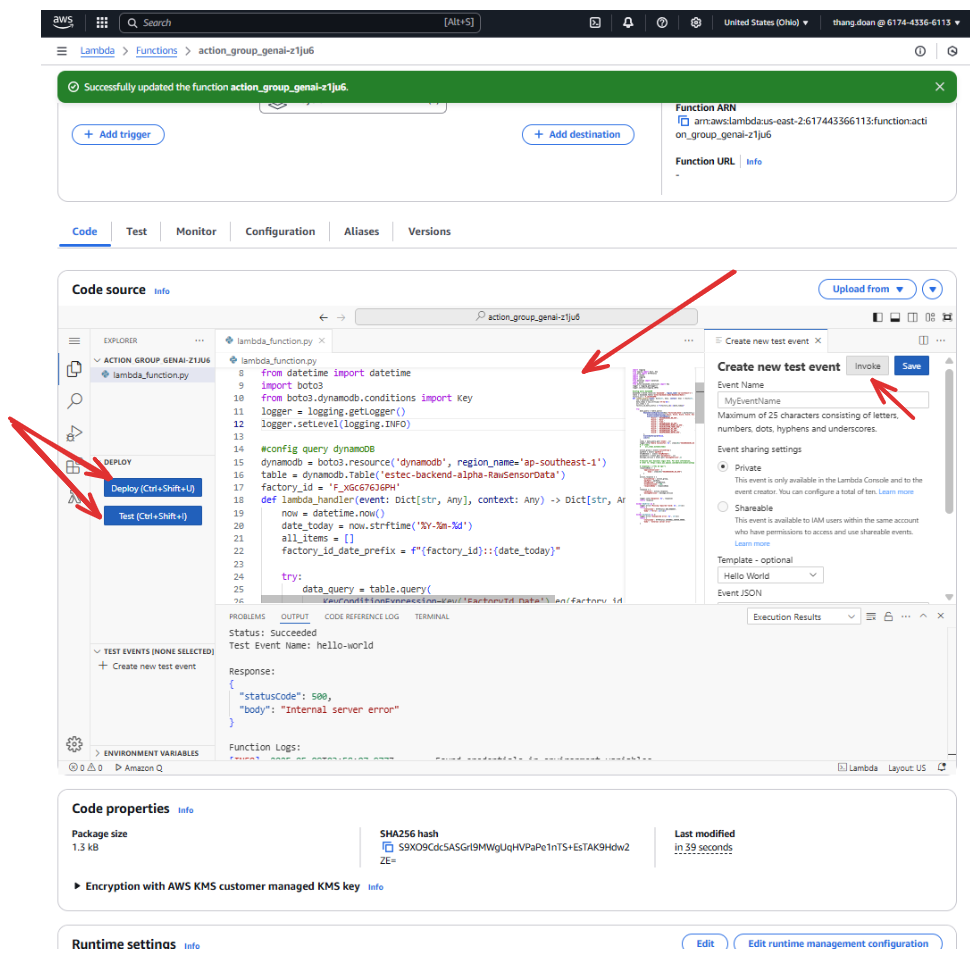 aws
Search
[Alt+S]
United States (Ohio) ▼
thang.doan @ 6174-4336-6113 ▼
Lambda > Functions > action_group_genai-z1ju6
Successfully updated the function action_group_genai-z1ju6.
+ Add trigger
+ Add destination
Function ARN
arn:aws:lambda:us-east-2:617443366113:function:acti
on_group_genai-z1ju6
Function URL | Info
-
Code
Test
Monitor
Configuration
Aliases
Versions
Code source Info
Upload from ▼
action_group_genai-z1ju6
EXPLORER
ACTION GROUP GENAI-Z1JU6
lambda_function.py
DEPLOY
Deploy (Ctrl+Shift+U)
Test (Ctrl+Shift+I)
TEST EVENTS [NONE SELECTED]
+ Create new test event
ENVIRONMENT VARIABLES
lambda_function.py
lambda_function.py
8 from datetime import datetime
9 import boto3
10 from boto3.dynamodb.conditions import Key
11 logger = logging.getLogger()
12 logger.setLevel(logging.INFO)
13
14 #config query dynamoDB
15 dynamodb = boto3.resource('dynamodb', region_name='ap-southeast-1')
16 table = dynamodb.Table('estec-backend-alpha-RawSensorData')
17 factory_id = 'F_XGC676J6PH'
18 def lambda_handler(event: Dict[str, Any], context: Any) -> Dict[str, An
19 now = datetime.now()
20 date_today = now.strftime('%Y-%m-%d')
21 all_items = []
22 factory_id_date_prefix = f"{factory_id}::{date_today}"
23
24 try:
25 data_query = table.query(
26 KeyConditionExpression=Key('FactoryId_Date').eq(factory_id
Create new test event
Create new test event
Invoke
Save
Event Name
MyEventName
Maximum of 25 characters consisting of letters,
numbers, dots, hyphens and underscores.
Event sharing settings
Private
This event is only available in the Lambda Console and to the
event creator. You can configure a total of ten. Learn more
Shareable
This event is available to IAM users within the same account
who have permissions to access and use shareable events.
Learn more
Template - optional
Hello World
Event JSON
PROBLEMS
OUTPUT
CODE REFERENCE LOG
TERMINAL
Execution Results
Status: Succeeded
Test Event Name: hello-world
Response:
{
"statusCode": 500,
"body": "Internal server error"
}
Function Logs:
0 0 Amazon Q
Lambda Layout: US
Code properties Info
Package size
1.3 kB
SHA256 hash
S9XO9Cdc5ASGrl9MWgUqHVPaPe1nTS+EsTAK9Hdw2
ZE=
Last modified
in 39 seconds
Encryption with AWS KMS customer managed KMS key Info
Runtime settings Info
Edit
Edit runtime management configuration